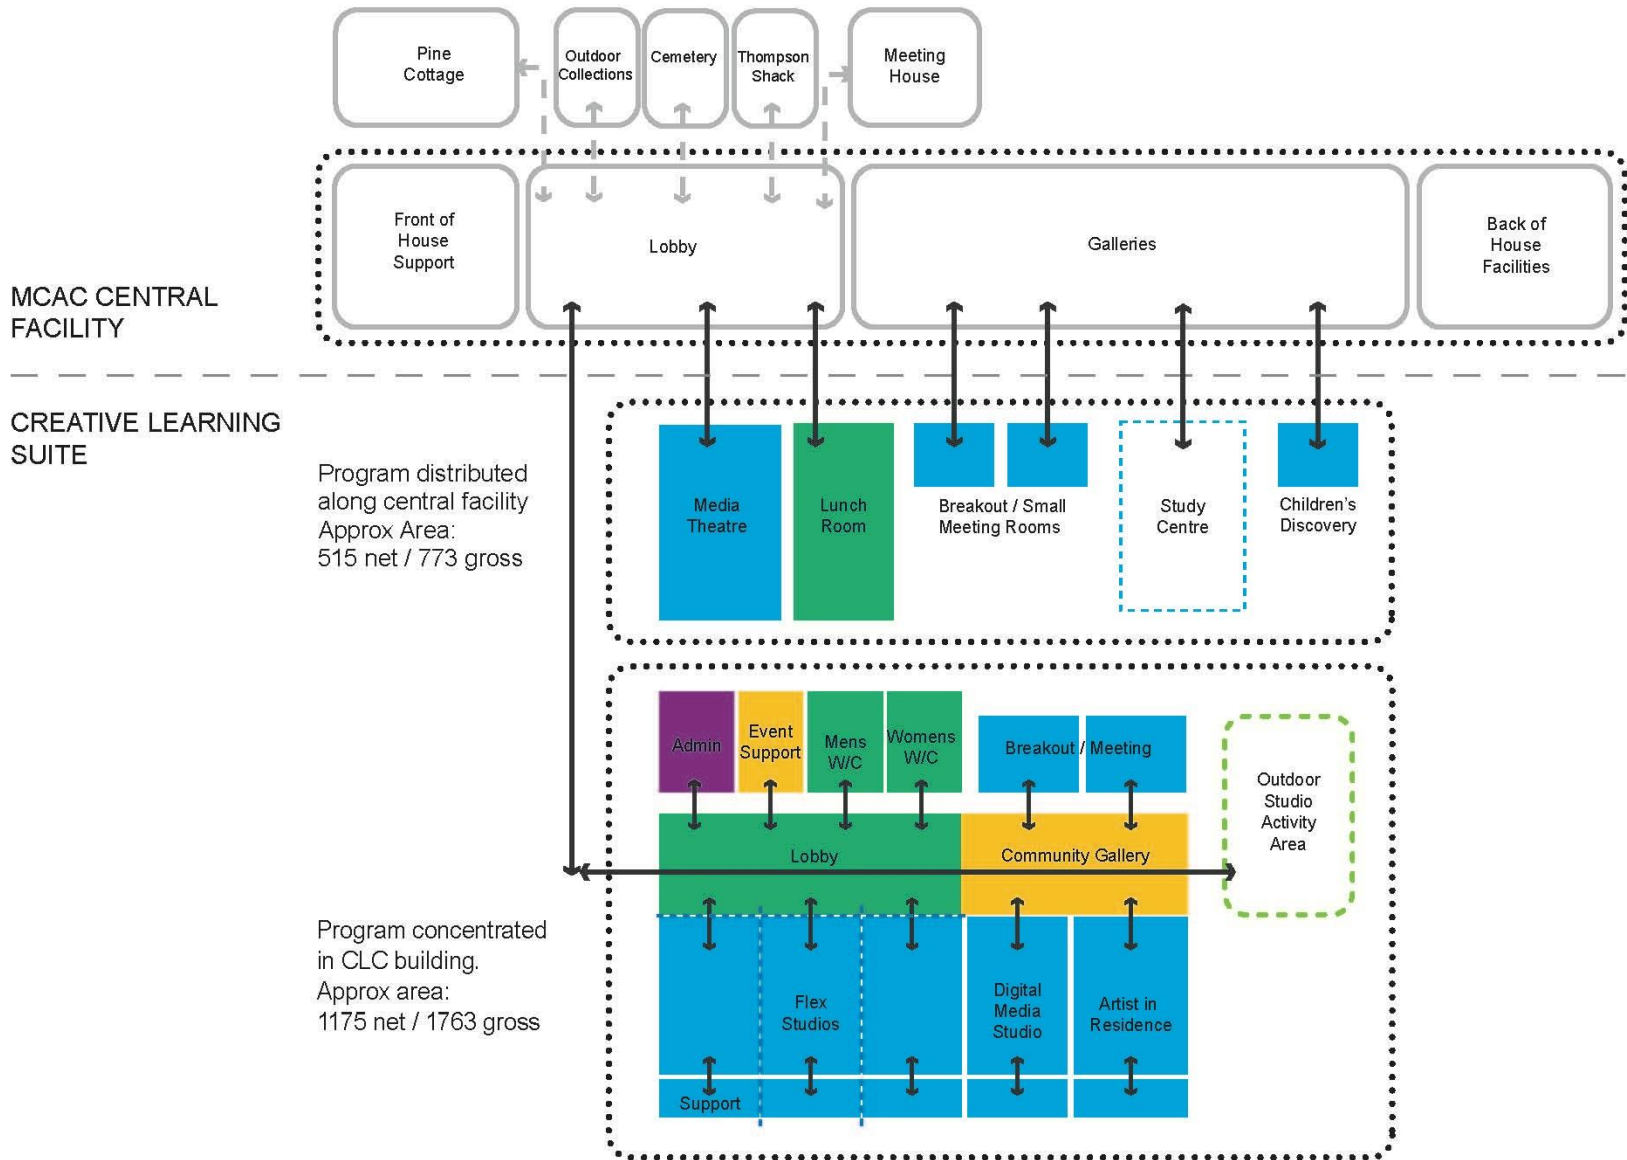 Pine
Cottage
Outdoor
Collections
Cemetery
Thompson
Shack
Meeting
House
Front of
House
Support
Lobby
Galleries
Back of
House
Facilities
MCAC CENTRAL
FACILITY
CREATIVE LEARNING
SUITE
Program distributed
along central facility
Approx Area:
515 net / 773 gross
Media
Theatre
Lunch
Room
Breakout / Small
Meeting Rooms
Study
Centre
Children's
Discovery
Admin
Event
Support
Mens
W/C
Womens
W/C
Breakout / Meeting
Outdoor
Studio
Activity
Area
Lobby
Community Gallery
Program concentrated
in CLC building.
Approx area:
1175 net / 1763 gross
Flex
Studios
Digital
Media
Studio
Artist in
Residence
Support